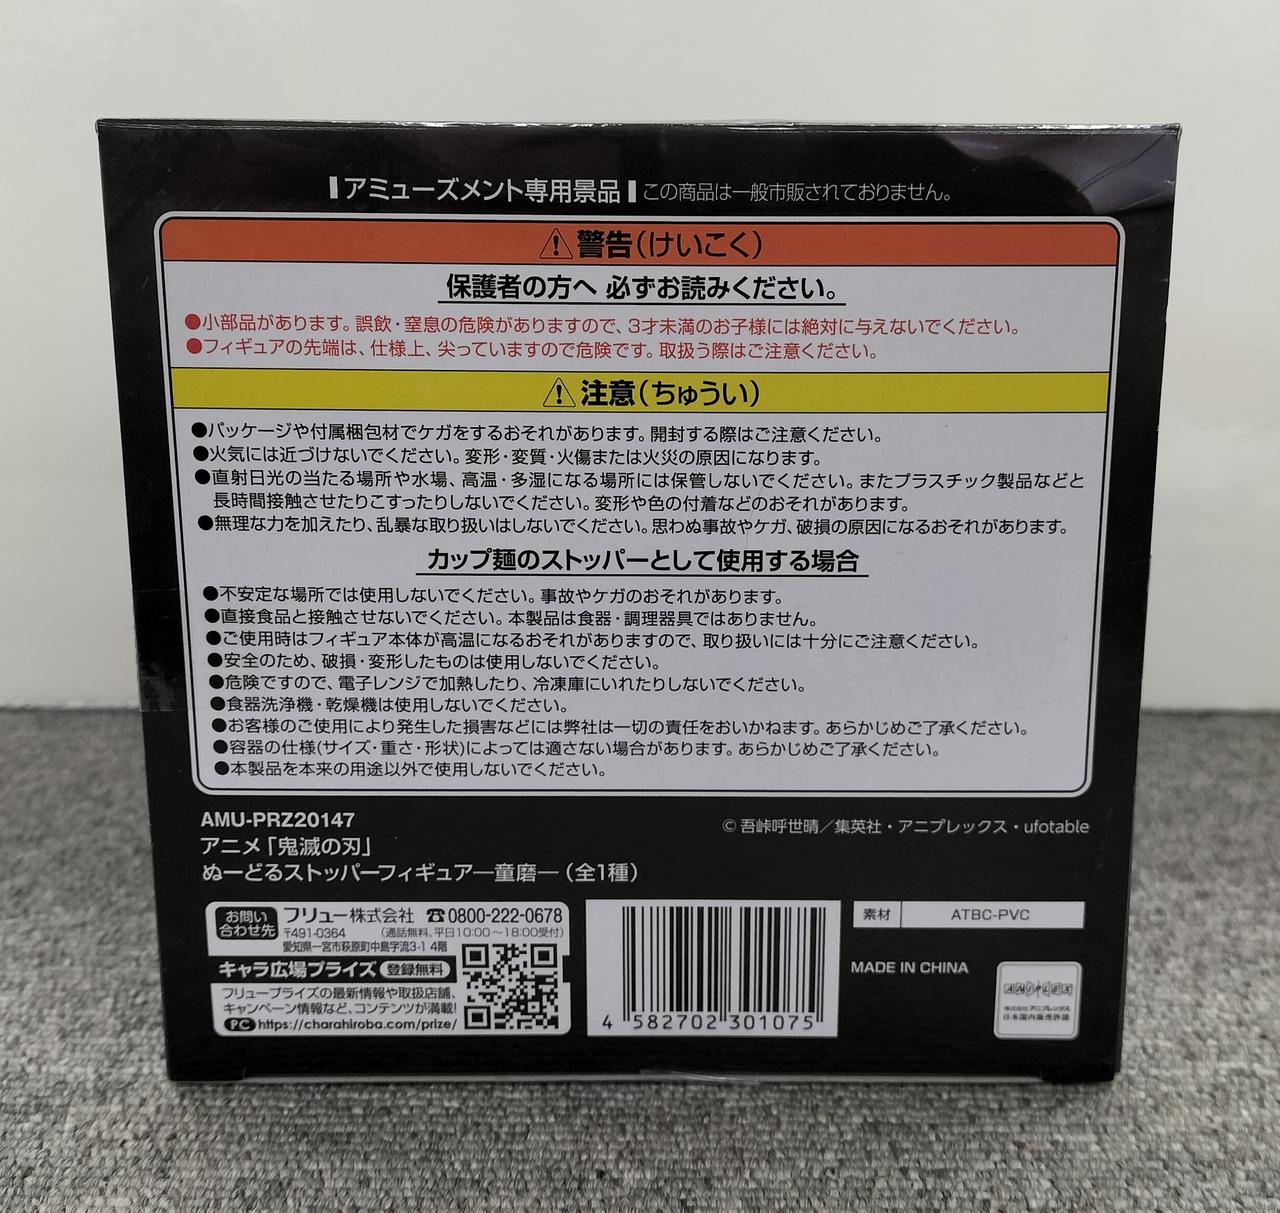 アミューズメント専用景品 この商品は一般市販されておりません。
⚠警告(けいこく)
保護者の方へ 必ずお読みください。
●小部品があります。誤飲・窒息の危険がありますので、3才未満のお子様には絶対に与えないでください。
●フィギュアの先端は、仕様上、尖っていますので危険です。取扱う際はご注意ください。
⚠注意(ちゅうい)
●パッケージや付属梱包材でケガをするおそれがあります。開封する際はご注意ください。
●火気には近づけないでください。変形・変質・火傷または火災の原因になります。
●直射日光の当たる場所や水場、高温・多湿になる場所には保管しないでください。またプラスチック製品などと
長時間接触させたりこすったりしないでください。変形や色の付着などのおそれがあります。
●無理な力を加えたり、乱暴な取り扱いはしないでください。思わぬ事故やケガ、破損の原因になるおそれがあります。
カップ麺のストッパーとして使用する場合
●不安定な場所では使用しないでください。事故やケガのおそれがあります。
●直接食品と接触させないでください。本製品は食器・調理器具ではありません。
●ご使用時はフィギュア本体が高温になるおそれがありますので、取り扱いには十分にご注意ください。
●安全のため、破損・変形したものは使用しないでください。
●危険ですので、電子レンジで加熱したり、冷凍庫にいれたりしないでください。
●食器洗浄機・乾燥機は使用しないでください。
●お客様のご使用により発生した損害などには弊社は一切の責任をおいかねます。あらかじめご了承ください。
●容器の仕様(サイズ・重さ・形状)によっては適さない場合があります。あらかじめご了承ください。
●本製品を本来の用途以外で使用しないでください。
AMU-PRZ20147
©吾峠呼世晴／集英社・アニプレックス・ufotable
アニメ「鬼滅の刃」
ぬーどるストッパーフィギュア―童磨―（全1種）
お問い合わせ先 フリュー株式会社 ☎0800-222-0678
〒491-0364 （通話無料、平日10:00～18:00受付）
愛知県一宮市萩原町中島字流3-1 4階
キャラ広場プライズ 登録無料
フリュープライズの最新情報や取扱店舗、
キャンペーン情報など、コンテンツが満載!
PC https://charahiroba.com/prize/
4 582702 301075
素材 ATBC-PVC
MADE IN CHINA
ANIPLEX
株式会社 アニプレックス
日本国内販売許諾